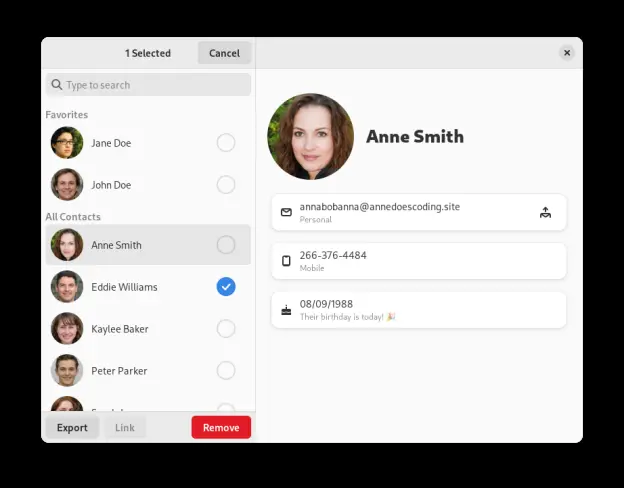 1 Selected
Cancel
Type to search
Favorites
Jane Doe
John Doe
All Contacts
Anne Smith
Eddie Williams
Kaylee Baker
Peter Parker
Export
Link
Remove
Anne Smith
annabobanna@annedoescoding.site
Personal
266-376-4484
Mobile
08/09/1988
Their birthday is today! 🎉